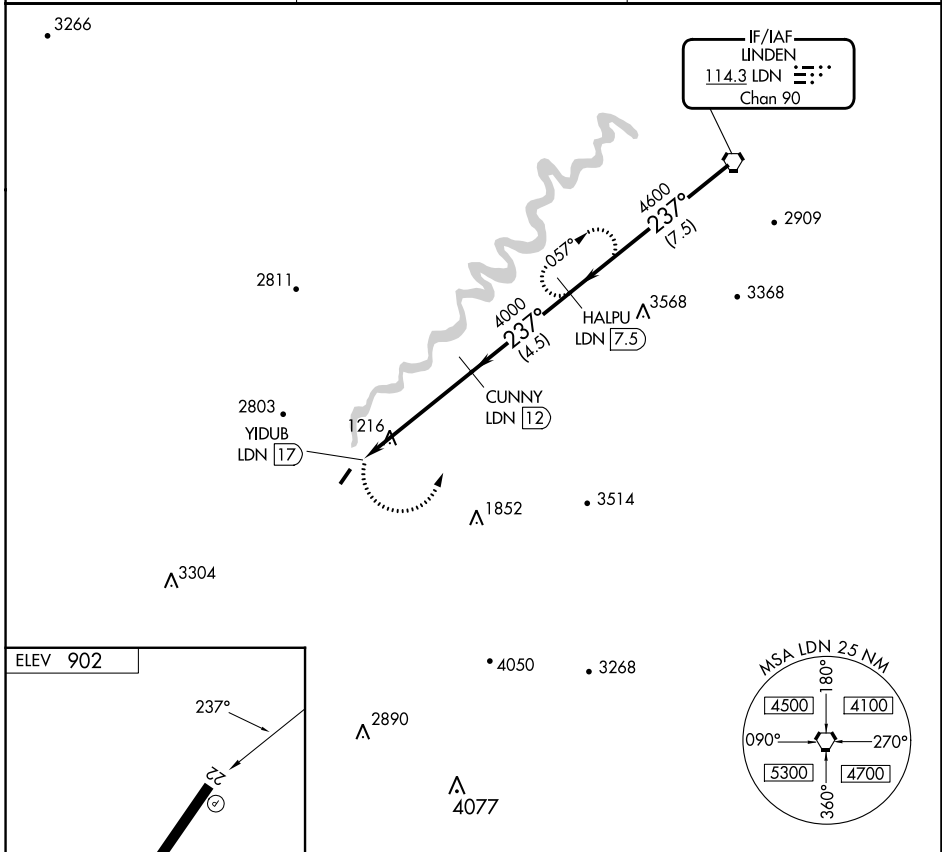 3266
IF/IAF
LINDEN
114.3 LDN
Chan 90
4600
237°
(7.5)
2909
057°
2811
3568
3368
HALPU
LDN 7.5
4000
237°
(4.5)
CUNNY
LDN 12
2803
1216
YIDUB
LDN 17
1852
3514
3304
ELEV 902
237°
22
P
4050
3268
2890
4077
MSA LDN 25 NM
180°
4500
4100
090°
270°
5300
4700
360°